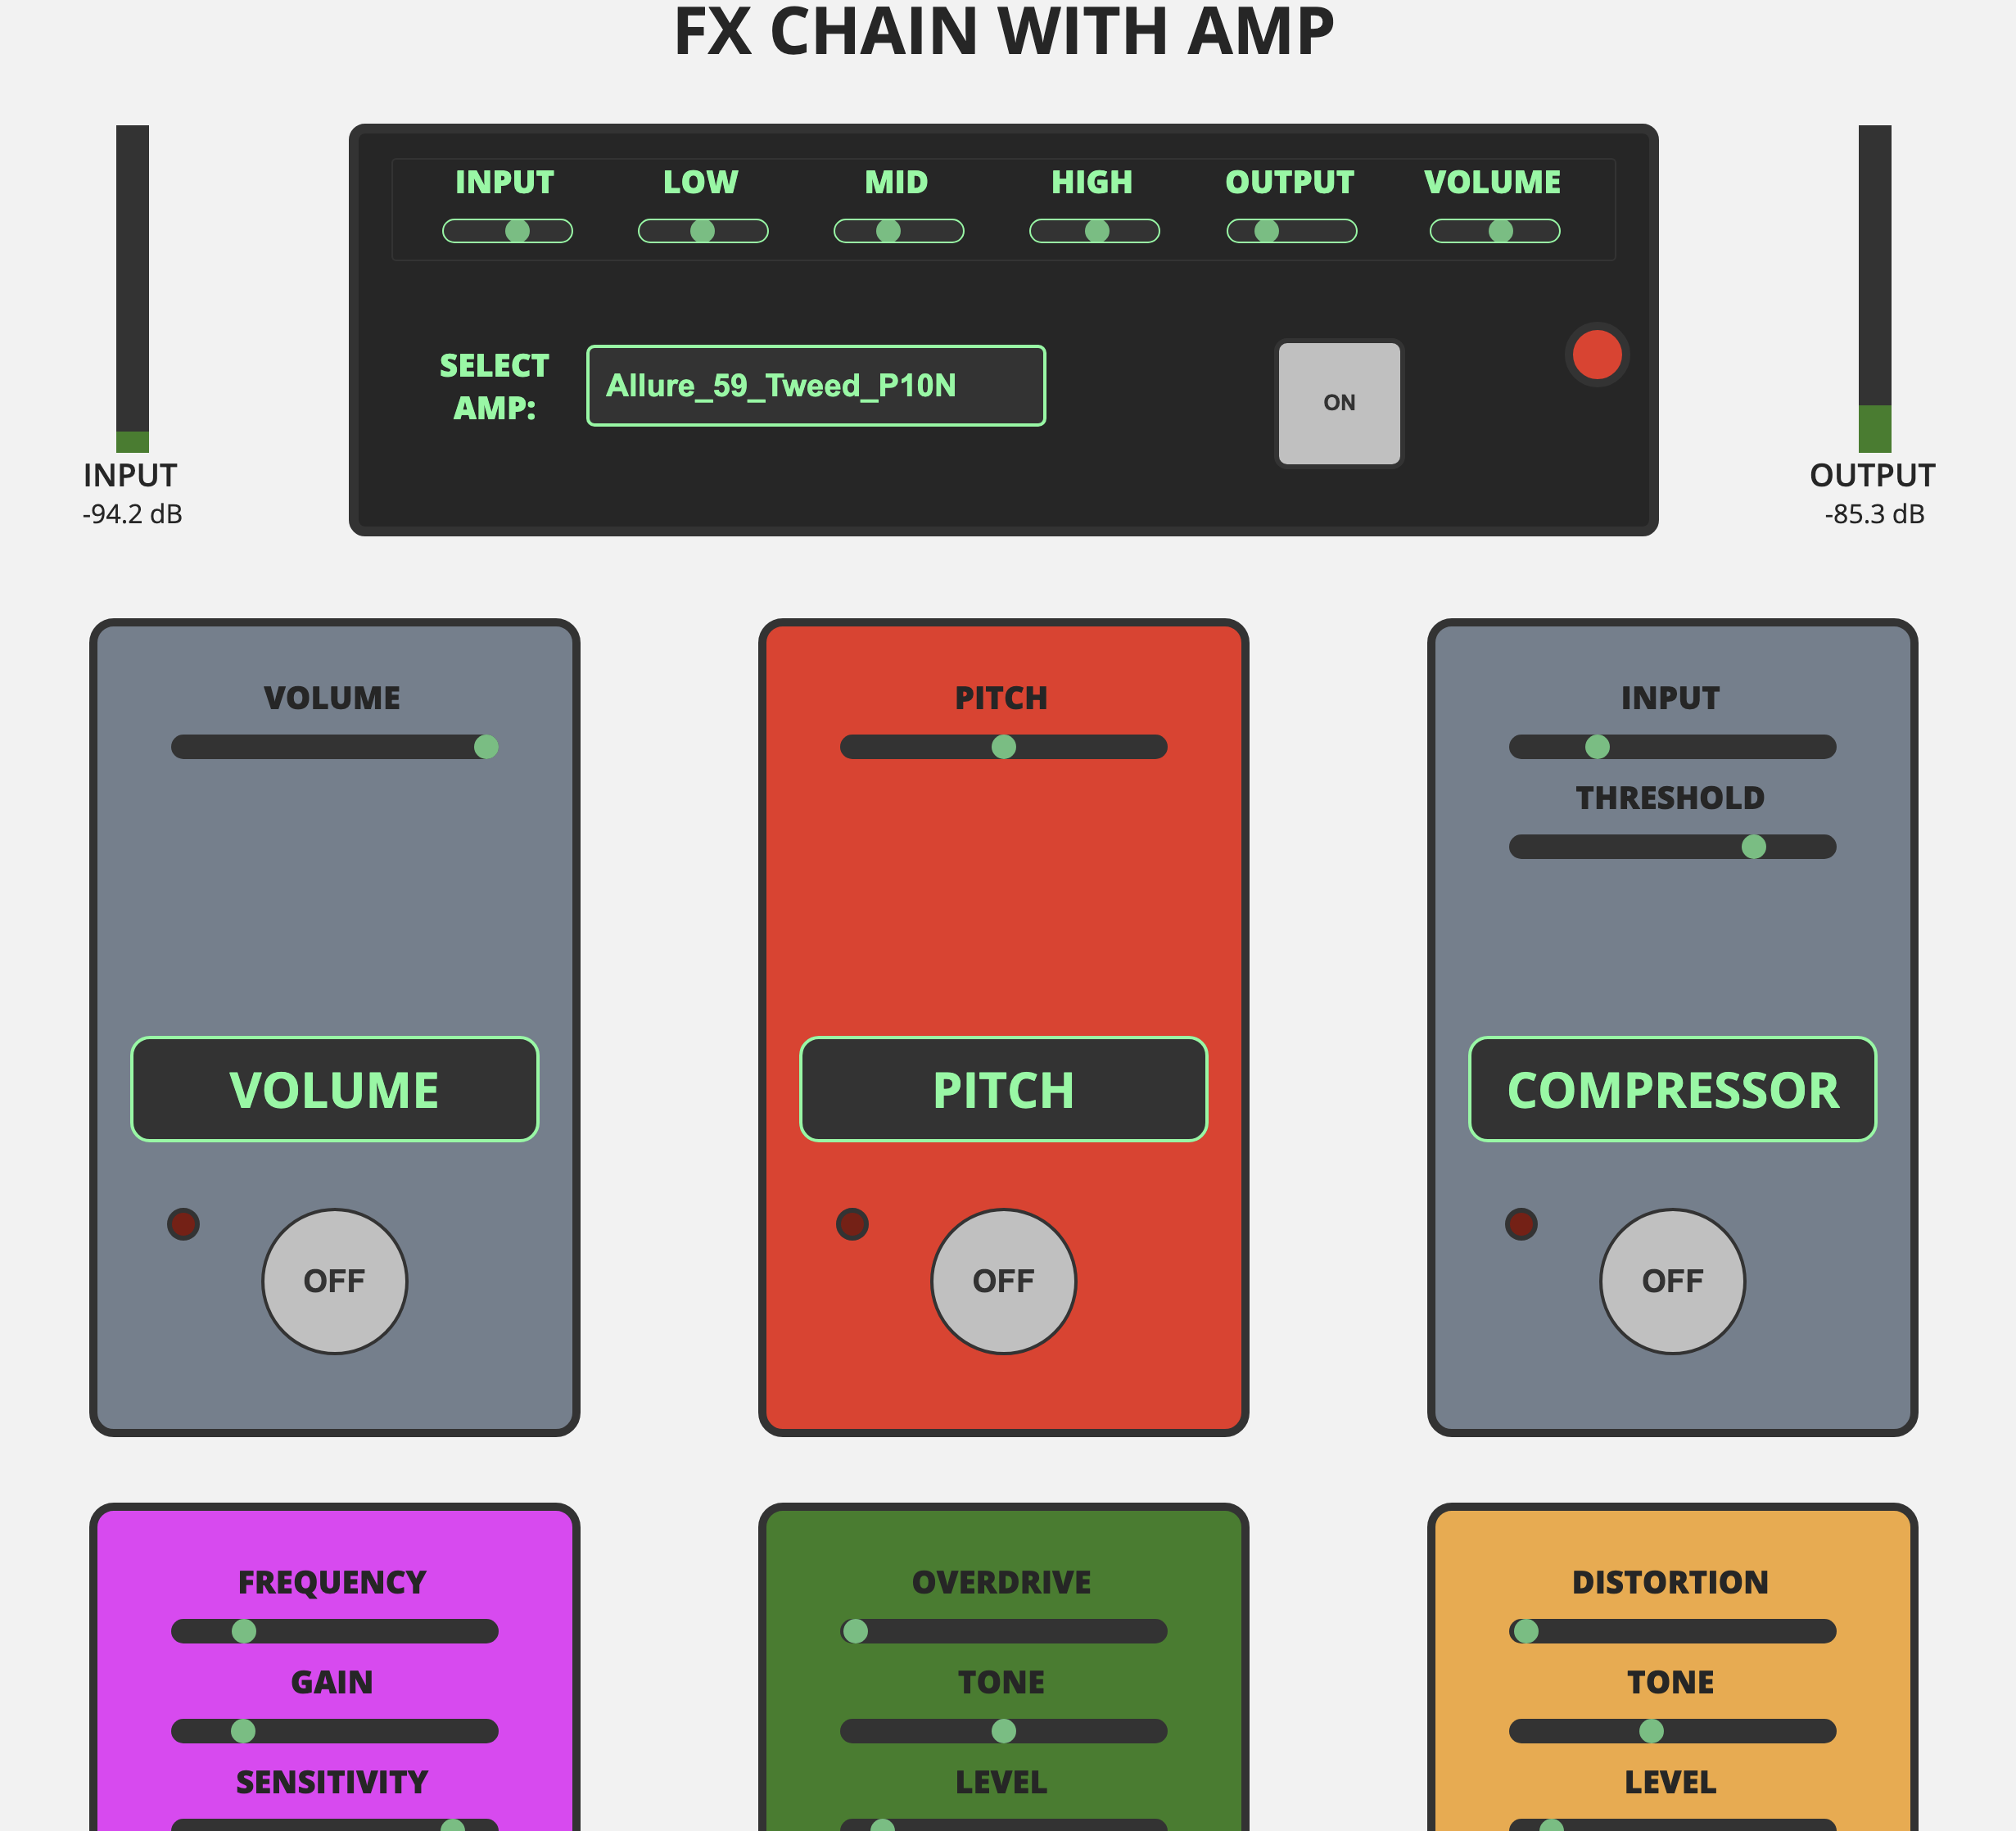 FX CHAIN WITH AMP
INPUT LOW MID HIGH OUTPUT VOLUME
SELECT
AMP:
Allure_59_Tweed_P10N
ON
INPUT
-94.2 dB
OUTPUT
-85.3 dB
VOLUME
VOLUME
OFF
PITCH
PITCH
OFF
INPUT
THRESHOLD
COMPRESSOR
OFF
FREQUENCY
GAIN
SENSITIVITY
OVERDRIVE
TONE
LEVEL
DISTORTION
TONE
LEVEL